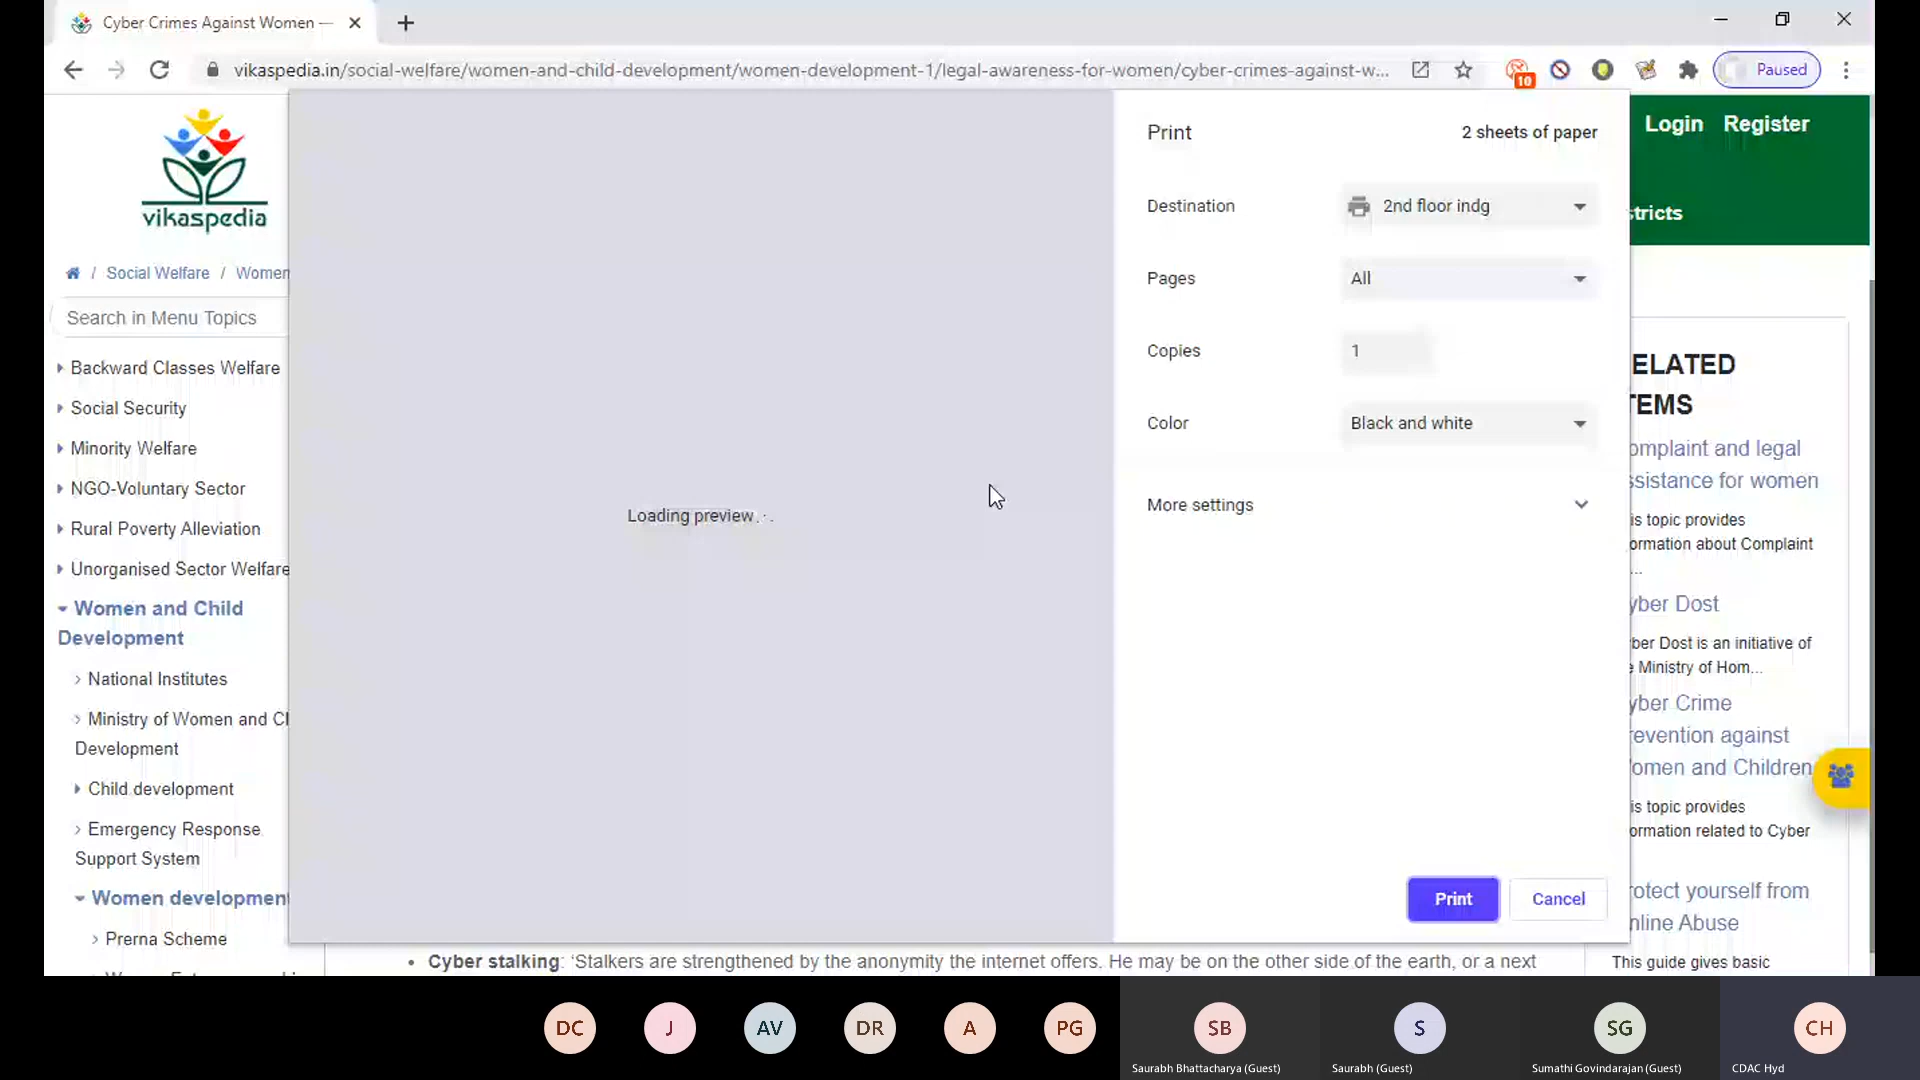 Cyber Crimes Against Women —
vikaspedia.in/social-welfare/women-and-child-development/women-development-1/legal-awareness-for-women/cyber-crimes-against-w...
10
Paused
vikaspedia
Login Register
stricts
/ Social Welfare / Women
Search in Menu Topics
Backward Classes Welfare
Social Security
Minority Welfare
NGO-Voluntary Sector
Rural Poverty Alleviation
Unorganised Sector Welfare
Women and Child
Development
National Institutes
Ministry of Women and Ch
Development
Child development
Emergency Response
Support System
Women development
Prerna Scheme
Loading preview
Print
2 sheets of paper
Destination
2nd floor indg
Pages
All
Copies
1
Color
Black and white
More settings
Print
Cancel
ELATED
TEMS
omplaint and legal
ssistance for women
is topic provides
ormation about Complaint
...
yber Dost
ber Dost is an initiative of
e Ministry of Hom...
yber Crime
revention against
omen and Children
is topic provides
ormation related to Cyber
rotect yourself from
nline Abuse
This guide gives basic
• Cyber stalking: ‘Stalkers are strengthened by the anonymity the internet offers. He may be on the other side of the earth, or a next
DC
J
AV
DR
A
PG
SB
S
SG
CH
Saurabh Bhattacharya (Guest)
Saurabh (Guest)
Sumathi Govindarajan (Guest)
CDAC Hyd